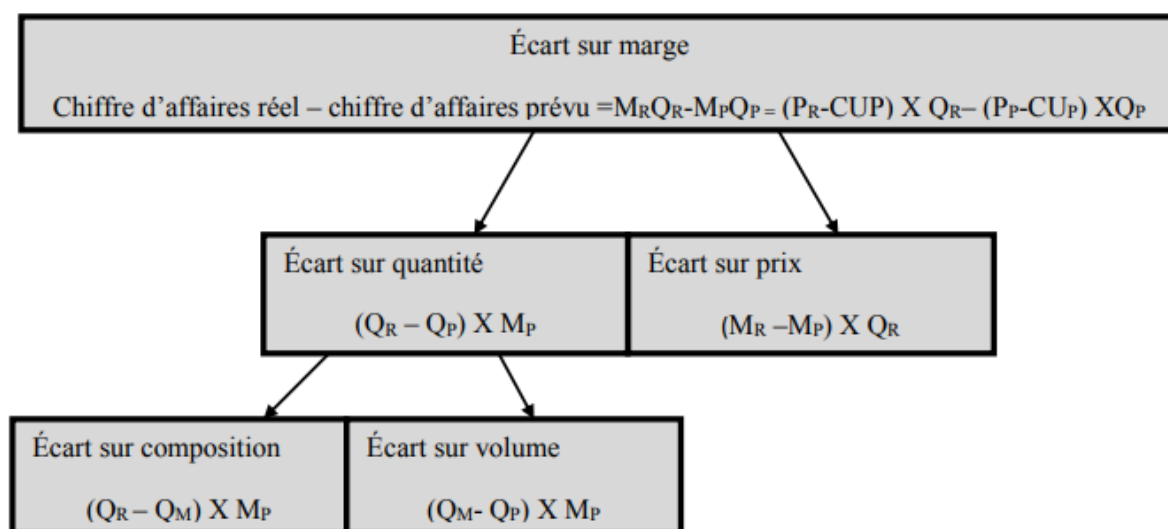 Écart sur marge
Chiffre d’affaires réel – chiffre d’affaires prévu =MRQR-MPQP = (PR-CUP) X QR– (PP-CUP) XQP
Écart sur quantité
(QR – QP) X MP
Écart sur prix
(MR –MP) X QR
Écart sur composition
(QR – QM) X MP
Écart sur volume
(QM- QP) X MP